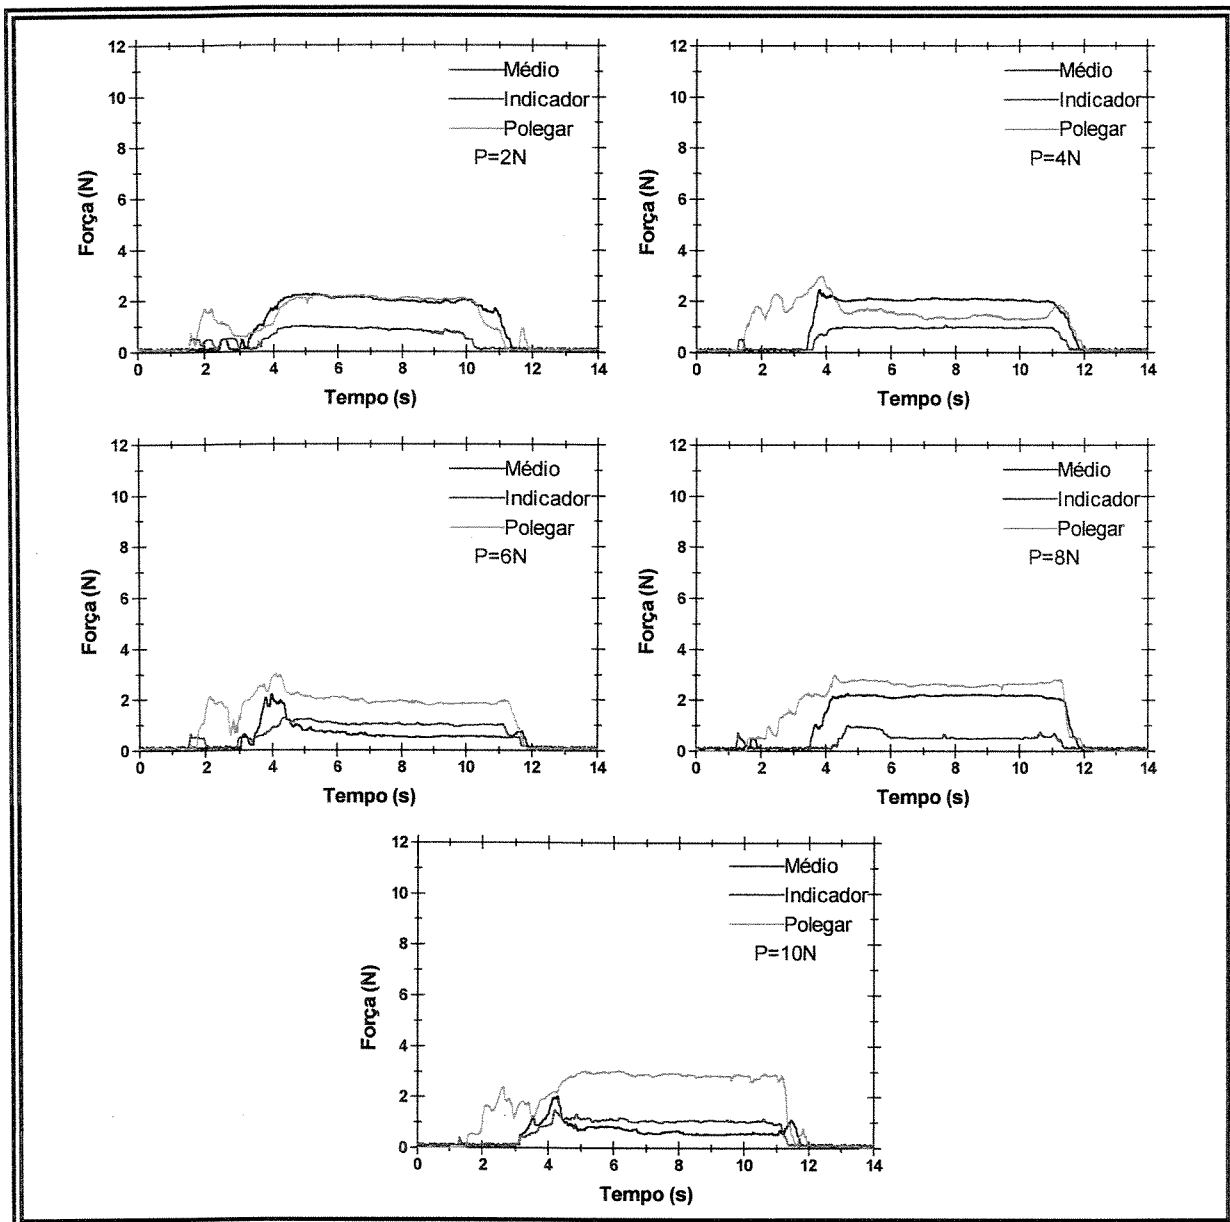 12
10
8
6
4
2
0
Força (N)
Médio
Indicador
Polegar
P=2N
0 2 4 6 8 10 12 14
Tempo (s)
12
10
8
6
4
2
0
Força (N)
Médio
Indicador
Polegar
P=4N
0 2 4 6 8 10 12 14
Tempo (s)
12
10
8
6
4
2
0
Força (N)
Médio
Indicador
Polegar
P=6N
0 2 4 6 8 10 12 14
Tempo (s)
12
10
8
6
4
2
0
Força (N)
Médio
Indicador
Polegar
P=8N
0 2 4 6 8 10 12 14
Tempo (s)
12
10
8
6
4
2
0
Força (N)
Médio
Indicador
Polegar
P=10N
0 2 4 6 8 10 12 14
Tempo (s)